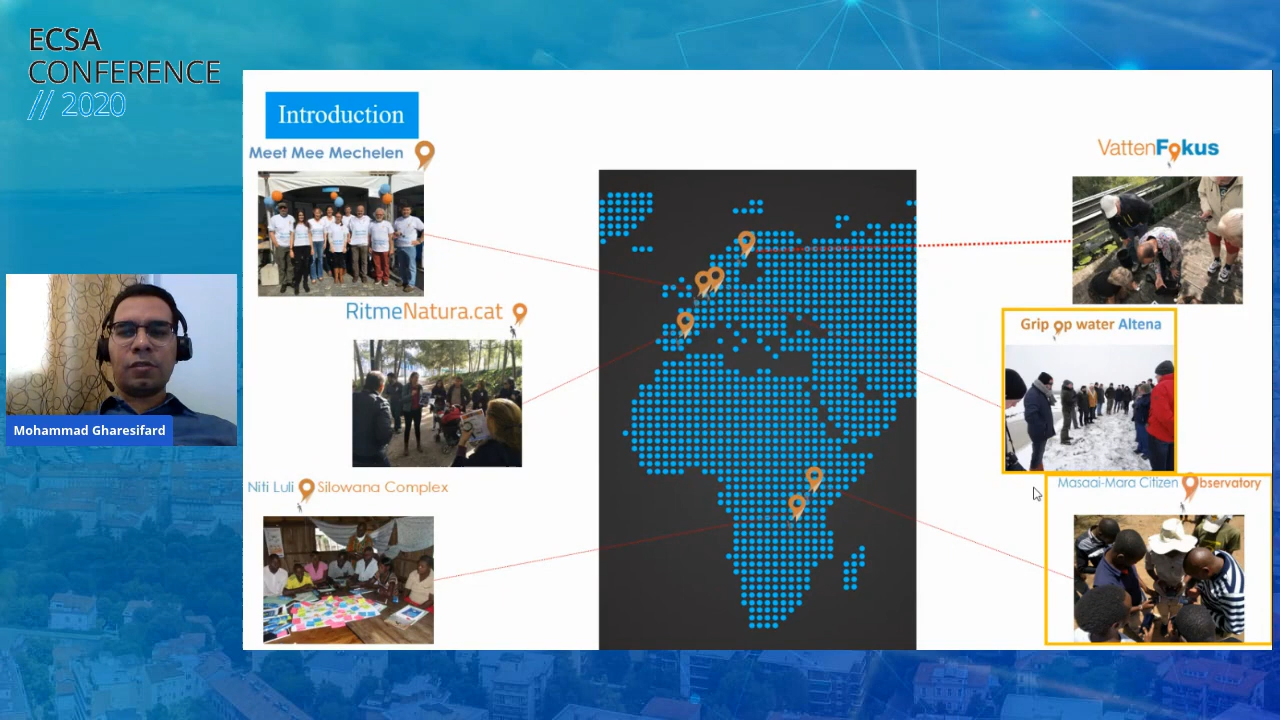 ECSA
CONFERENCE
// 2020
Introduction
Meet Mee Mechelen
VattenFokus
RitmeNatura.cat
Grip op water Altena
Mohammad Gharesifard
Niti Luli Silowana Complex
Masaai-Mara Citizen Observatory